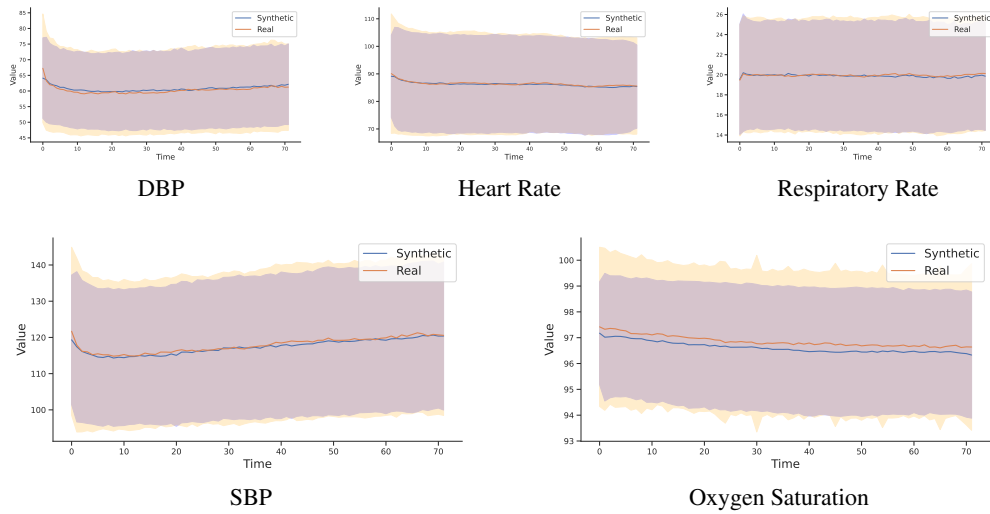 85
80
75
70
65
60
55
50
45
Value
0 10 20 30 40 50 60 70
Time
Synthetic
Real
DBP
110
100
90
80
70
Value
0 10 20 30 40 50 60 70
Time
Synthetic
Real
Heart Rate
26
24
22
20
18
16
14
Value
0 10 20 30 40 50 60 70
Time
Synthetic
Real
Respiratory Rate
140
130
120
110
100
Value
0 10 20 30 40 50 60 70
Time
Synthetic
Real
SBP
100
99
98
97
96
95
94
93
Value
0 10 20 30 40 50 60 70
Time
Synthetic
Real
Oxygen Saturation